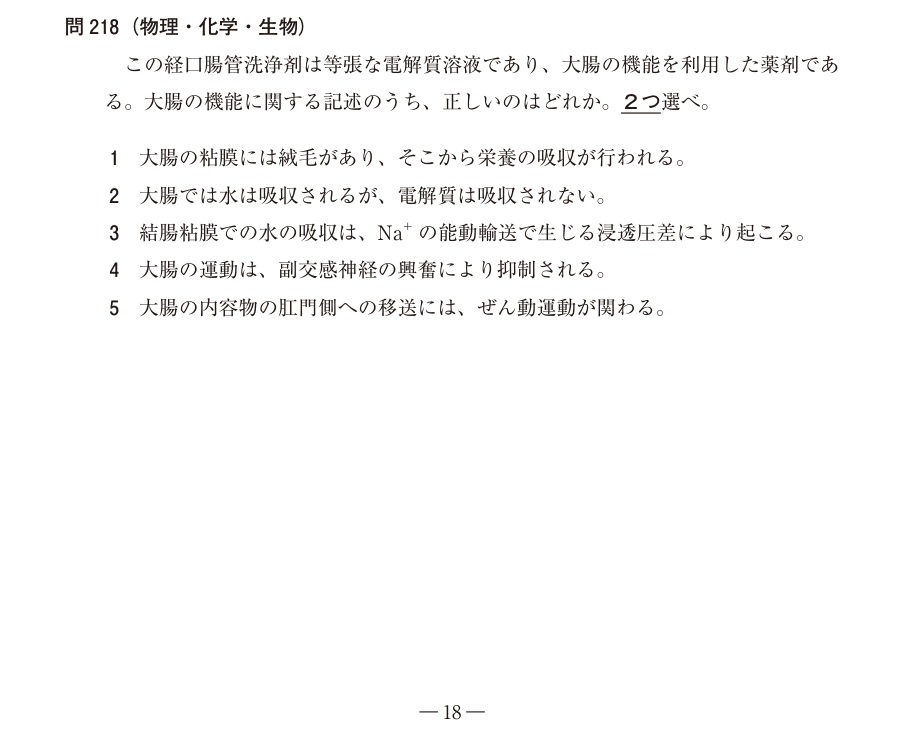 問 218（物理・化学・生物）
この経口腸管洗浄剤は等張な電解質溶液であり、大腸の機能を利用した薬剤であ
る。大腸の機能に関する記述のうち、正しいのはどれか。２つ選べ。
1 大腸の粘膜には絨毛があり、そこから栄養の吸収が行われる。
2 大腸では水は吸収されるが、電解質は吸収されない。
3 結腸粘膜での水の吸収は、Na⁺ の能動輸送で生じる浸透圧差により起こる。
4 大腸の運動は、副交感神経の興奮により抑制される。
5 大腸の内容物の肛門側への移送には、ぜん動運動が関わる。
― 18 ―